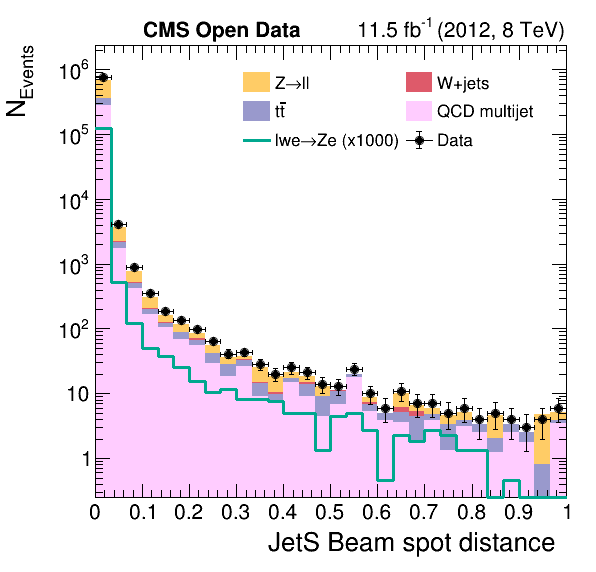 CMS Open Data 11.5 fb⁻¹ (2012, 8 TeV)
N_Events
Z→ll W+jets
tt̄ QCD multijet
lwe→Ze (x1000) Data
10⁶
10⁵
10⁴
10³
10²
10
1
0 0.1 0.2 0.3 0.4 0.5 0.6 0.7 0.8 0.9 1
JetS Beam spot distance